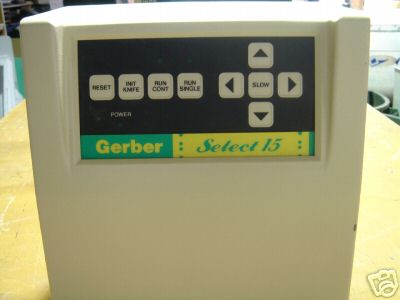 RESET
INIT
KNIFE
RUN
CONT
RUN
SINGLE
SLOW
POWER
Gerber Select 15